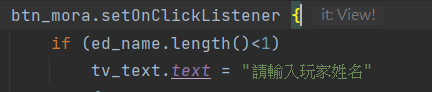 btn_mora.setOnClickListener { it: View!
if (ed_name.length()<1)
tv_text.text = "請輸入玩家姓名"